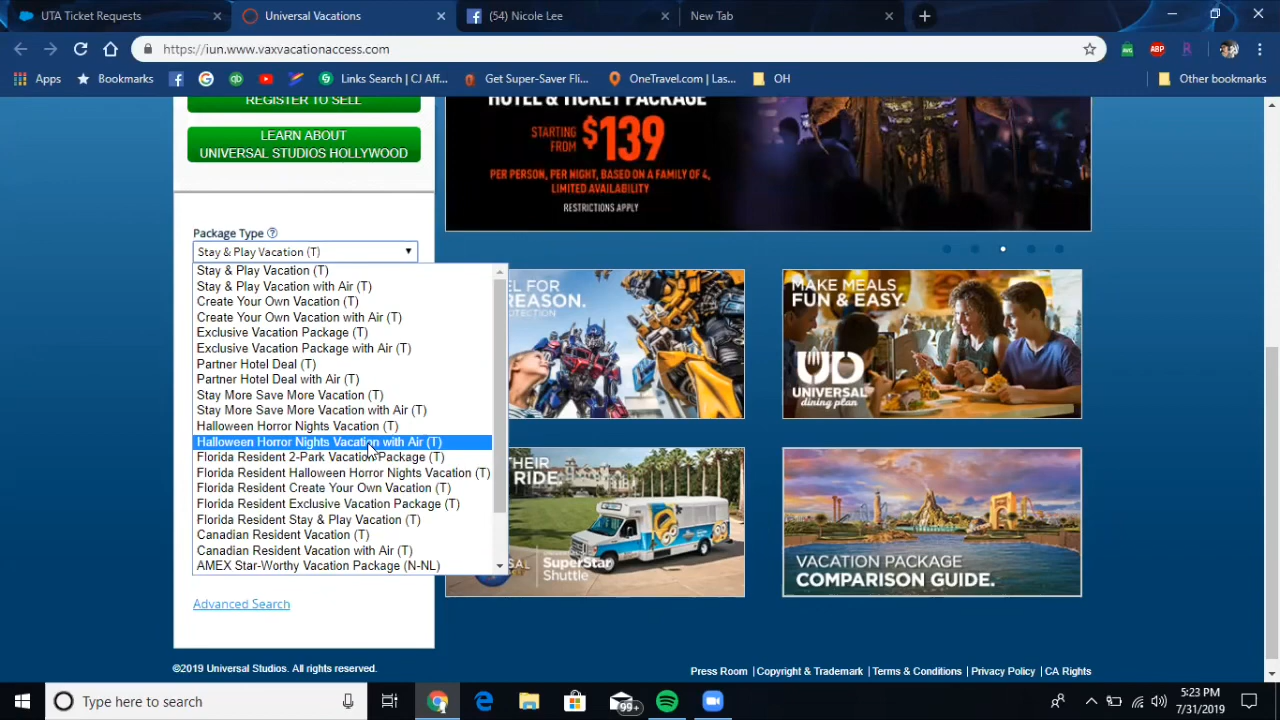 UTA Ticket Requests
Universal Vacations
(54) Nicole Lee
New Tab
https://iun.www.vaxvacationaccess.com
Apps
Bookmarks
Links Search | CJ Aff...
Get Super-Saver Fli...
OneTravel.com | Las...
OH
Other bookmarks
REGISTER TO SELL
LEARN ABOUT
UNIVERSAL STUDIOS HOLLYWOOD
HOTEL & TICKET PACKAGE
STARTING
FROM $139
PER PERSON, PER NIGHT, BASED ON A FAMILY OF 4,
LIMITED AVAILABILITY
RESTRICTIONS APPLY
Package Type ?
Stay & Play Vacation (T)
Stay & Play Vacation (T)
Stay & Play Vacation with Air (T)
Create Your Own Vacation (T)
Create Your Own Vacation with Air (T)
Exclusive Vacation Package (T)
Exclusive Vacation Package with Air (T)
Partner Hotel Deal (T)
Partner Hotel Deal with Air (T)
Stay More Save More Vacation (T)
Stay More Save More Vacation with Air (T)
Halloween Horror Nights Vacation (T)
Halloween Horror Nights Vacation with Air (T)
Florida Resident 2-Park Vacation Package (T)
Florida Resident Halloween Horror Nights Vacation (T)
Florida Resident Create Your Own Vacation (T)
Florida Resident Exclusive Vacation Package (T)
Florida Resident Stay & Play Vacation (T)
Canadian Resident Vacation (T)
Canadian Resident Vacation with Air (T)
AMEX Star-Worthy Vacation Package (N-NL)
EL FOR
REASON.
OTECTION
MAKE MEALS
FUN & EASY.
UD
UNIVERSAL
dining plan
THEIR
RIDE.
SuperStar
Shuttle
VACATION PACKAGE
COMPARISON GUIDE.
Advanced Search
©2019 Universal Studios. All rights reserved.
Press Room | Copyright & Trademark | Terms & Conditions | Privacy Policy | CA Rights
Type here to search
99+
5:23 PM
7/31/2019